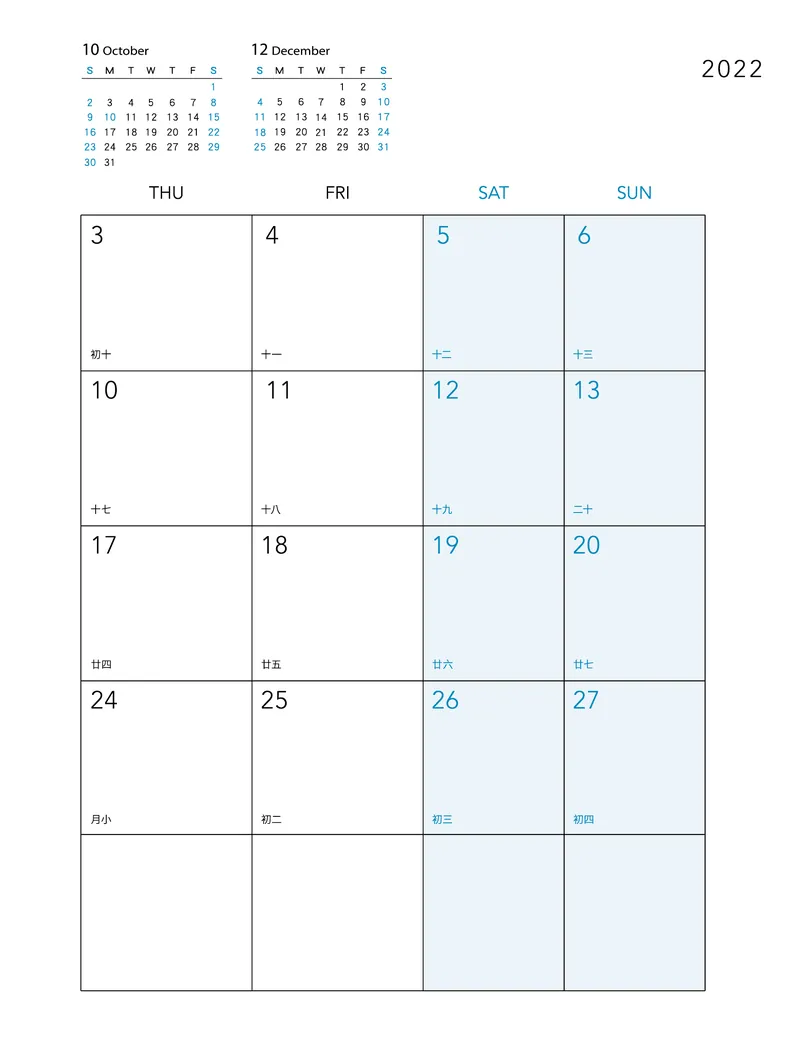 10 October
S M T W T F S
1
2 3 4 5 6 7 8
9 10 11 12 13 14 15
16 17 18 19 20 21 22
23 24 25 26 27 28 29
30 31
12 December
S M T W T F S
1 2 3
4 5 6 7 8 9 10
11 12 13 14 15 16 17
18 19 20 21 22 23 24
25 26 27 28 29 30 31
2022
THU FRI SAT SUN
3 4 5 6
初十 十一 十二 十三
10 11 12 13
十七 十八 十九 二十
17 18 19 20
廿四 廿五 廿六 廿七
24 25 26 27
月小 初二 初三 初四